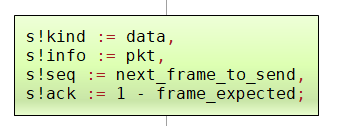 s!kind := data,
s!info := pkt,
s!seq := next_frame_to_send,
s!ack := 1 - frame_expected;